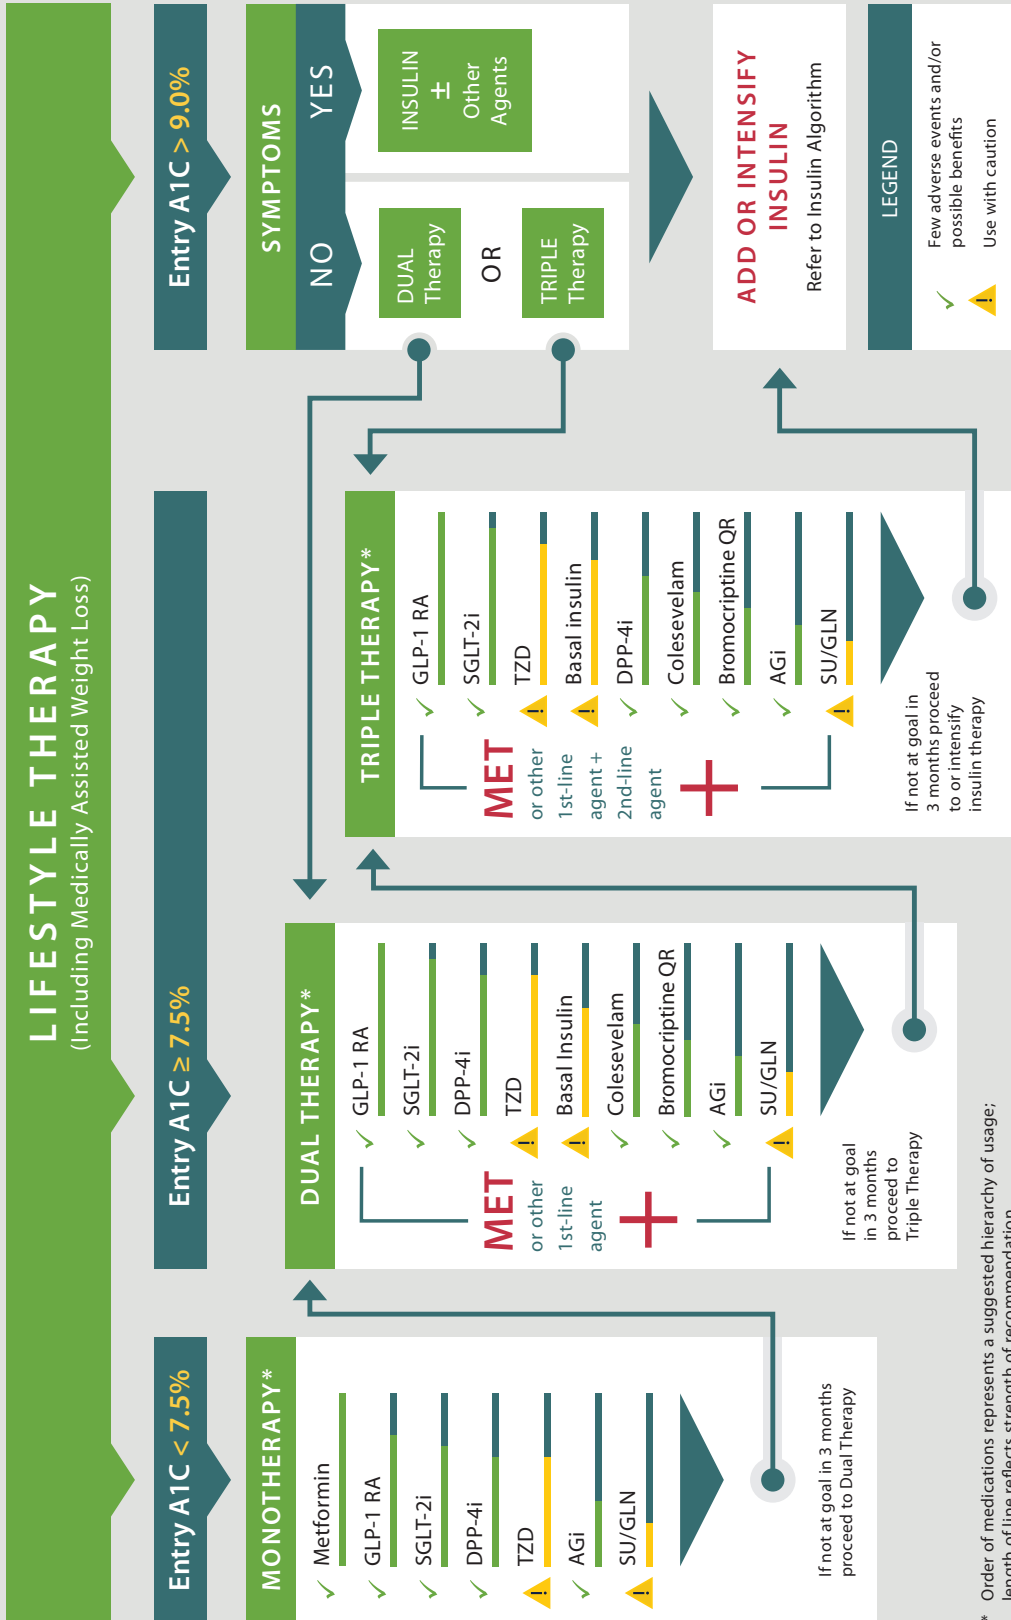 LIFESTYLE THERAPY
(Including Medically Assisted Weight Loss)
Entry A1C < 7.5%
Entry A1C ≥ 7.5%
Entry A1C > 9.0%
MONOTHERAPY*
Metformin
GLP-1 RA
SGLT-2i
DPP-4i
TZD
AGi
SU/GLN
If not at goal in 3 months
proceed to Dual Therapy
DUAL THERAPY*
GLP-1 RA
SGLT-2i
DPP-4i
TZD
Basal Insulin
Colesevelam
Bromocriptine QR
AGi
SU/GLN
MET
or other
1st-line
agent
+
If not at goal
in 3 months
proceed to
Triple Therapy
TRIPLE THERAPY*
GLP-1 RA
SGLT-2i
TZD
Basal insulin
DPP-4i
Colesevelam
Bromocriptine QR
AGi
SU/GLN
MET
or other
1st-line
agent +
2nd-line
agent
+
If not at goal in
3 months proceed
to or intensify
insulin therapy
SYMPTOMS
NO
YES
DUAL
Therapy
OR
TRIPLE
Therapy
INSULIN
±
Other
Agents
ADD OR INTENSIFY
INSULIN
Refer to Insulin Algorithm
LEGEND
Few adverse events and/or
possible benefits
Use with caution
* Order of medications represents a suggested hierarchy of usage;
length of line reflects strength of recommendation